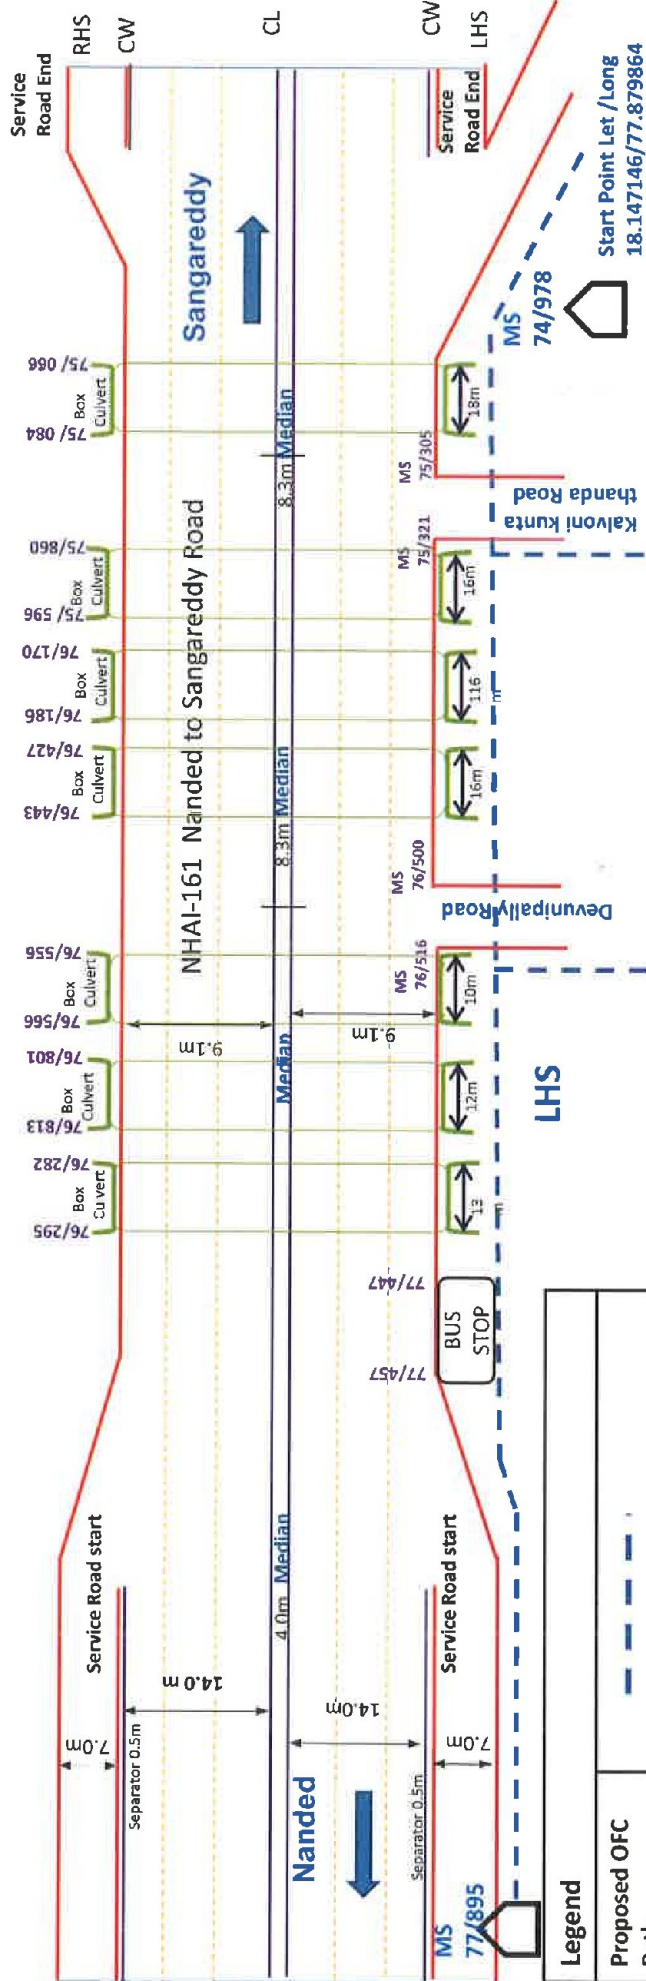 Service
Road End
RHS
CW
CL
CW
LHS
Service
Road End
Sangareddy
Start Point Let /Long
18.147146/77.879864
MS
74/978
75/ 066
Box
Culvert
75/ 084
18m
8.3m Median
MS
75/305
Kalvoni kunta
thanda Road
MS
75/321
75/860
Box
Culvert
75/ 596
16m
76/170
Box
Culvert
76/186
116
m
76/427
Box
Culvert
76/443
16m
NHAI-161 Nanded to Sangareddy Road
8.3m Median
MS
76/500
Devunipally Road
MS
76/516
76/556
Box
Culvert
76/566
10m
9.1m
9.1m
Median
76/801
Box
Culvert
76/813
12m
76/282
Box
Culvert
76/295
13
m
LHS
77/447
BUS
STOP
77/457
Service Road start
4.0m Median
Service Road start
14.0 m
14.0m
7.0m
7.0m
Separator 0.5m
Separator 0.5m
Nanded
MS
77/895
Legend
Proposed OFC